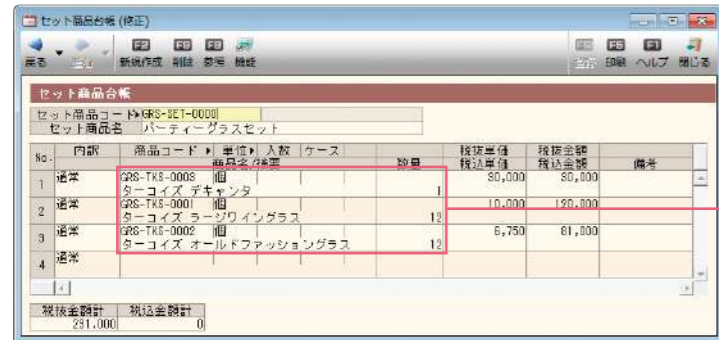 セット商品台帳(修正)
戻る 新規作成 削除 参照 機能 印刷 ヘルプ 閉じる
F2 F3 F5 F1
セット商品台帳
セット商品コード GRS-SET-0000
セット商品名 パーティーグラスセット
No. 内訳 商品コード 単位 入数 ケース 数量 税抜単価 税抜金額 備考
商品名/摘要 税込単価 税込金額
1 通常 GRS-TKS-0003 個 30,000 30,000
ターコイズ デキャンタ 1
2 通常 GRS-TKS-0001 個 10,000 120,000
ターコイズ ラージワイングラス 12
3 通常 GRS-TKS-0002 個 6,750 81,000
ターコイズ オールドファッショングラス 12
4 通常
税抜金額計 税込金額計
231,000 0